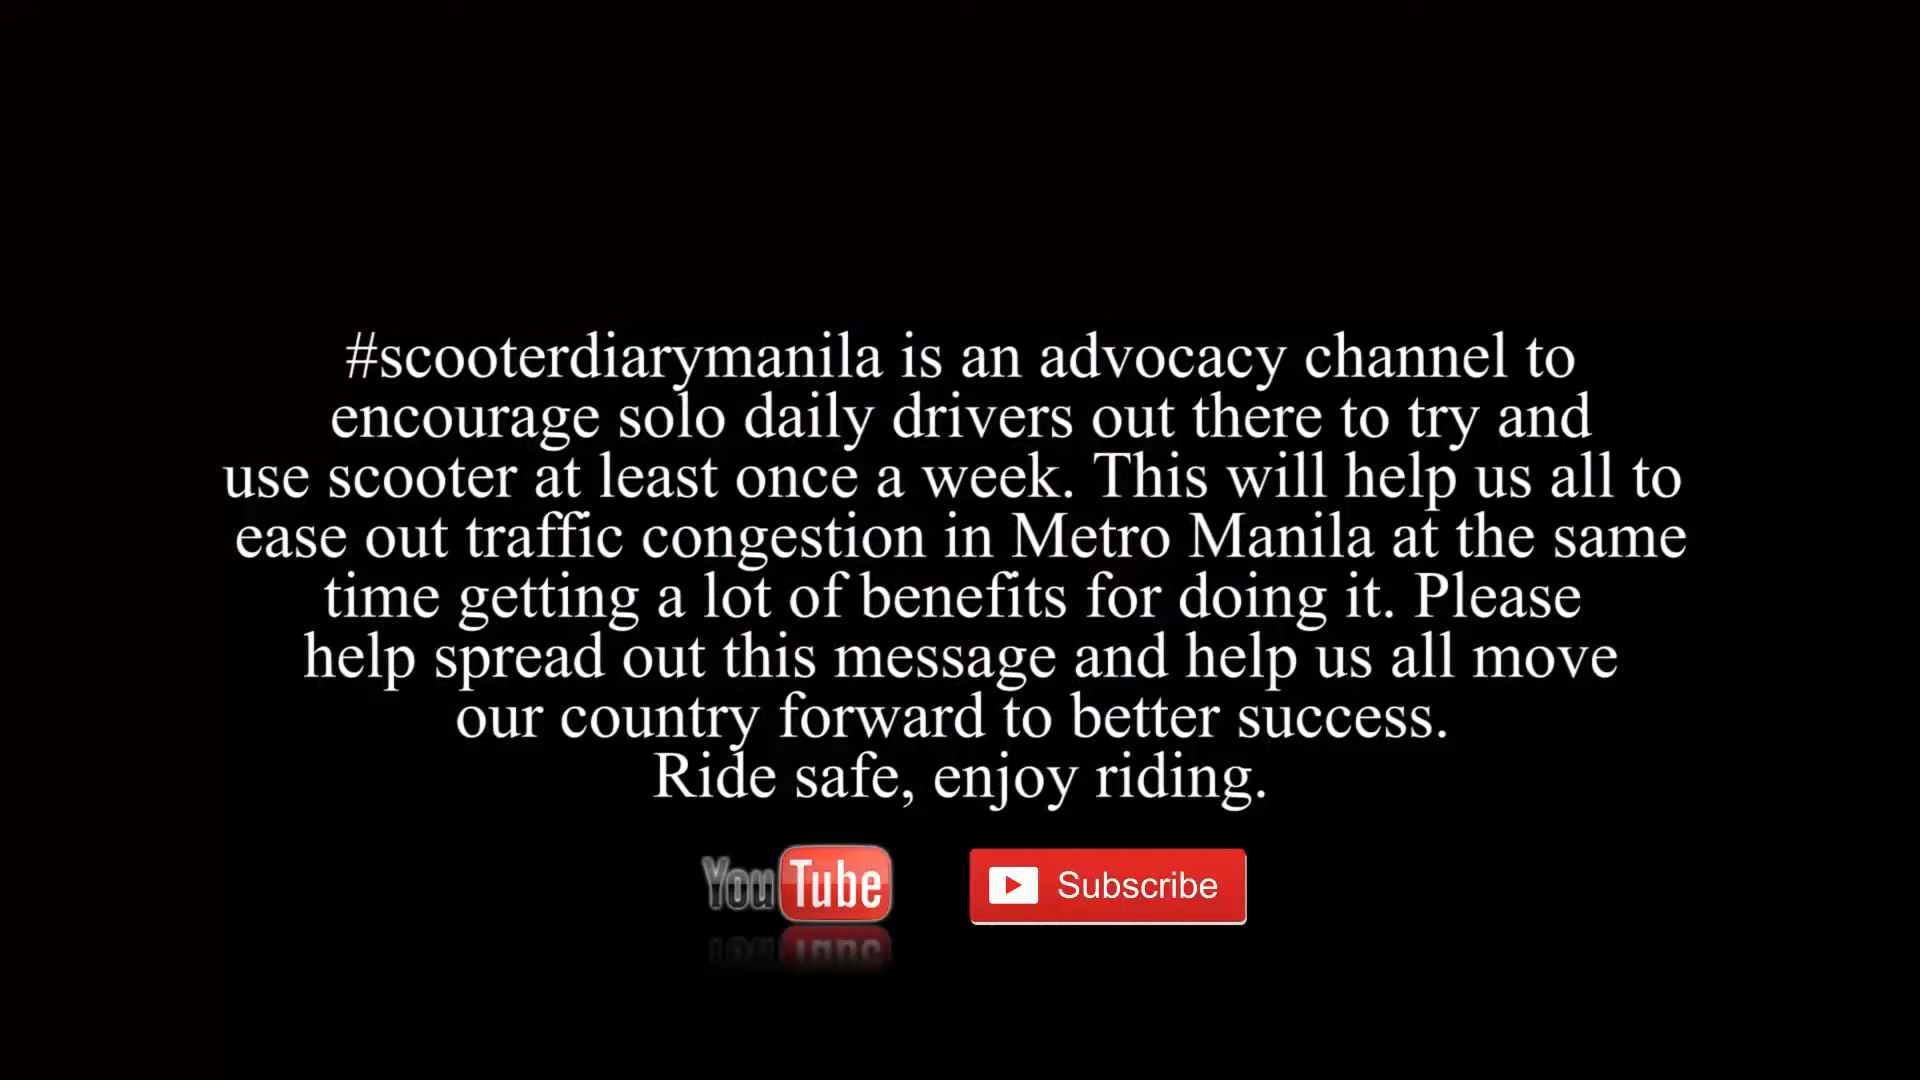 #scooterdiarymanila is an advocacy channel to
encourage solo daily drivers out there to try and
use scooter at least once a week. This will help us all to
ease out traffic congestion in Metro Manila at the same
time getting a lot of benefits for doing it. Please
help spread out this message and help us all move
our country forward to better success.
Ride safe, enjoy riding.
YouTube
Subscribe